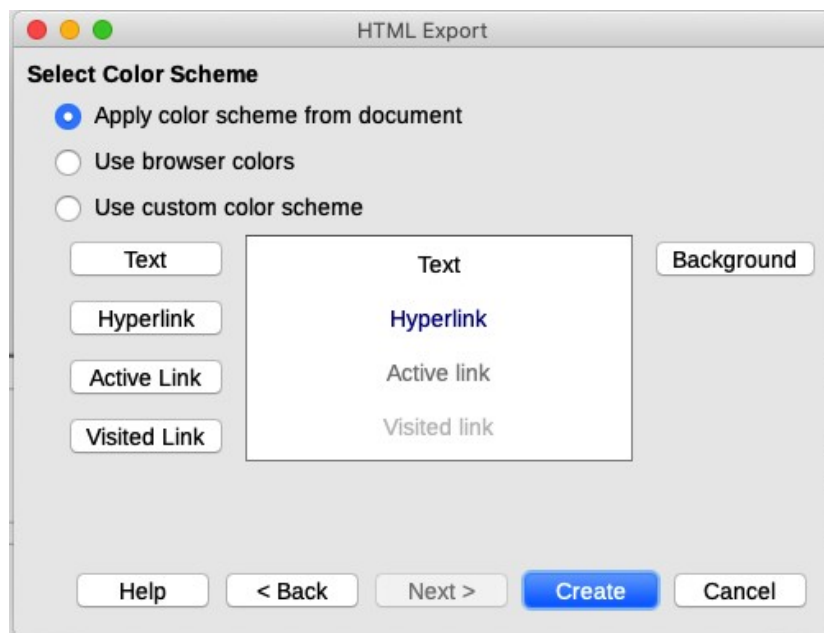 HTML Export
Select Color Scheme
Apply color scheme from document
Use browser colors
Use custom color scheme
Text
Text
Background
Hyperlink
Hyperlink
Active Link
Active link
Visited Link
Visited link
Help
< Back
Next >
Create
Cancel